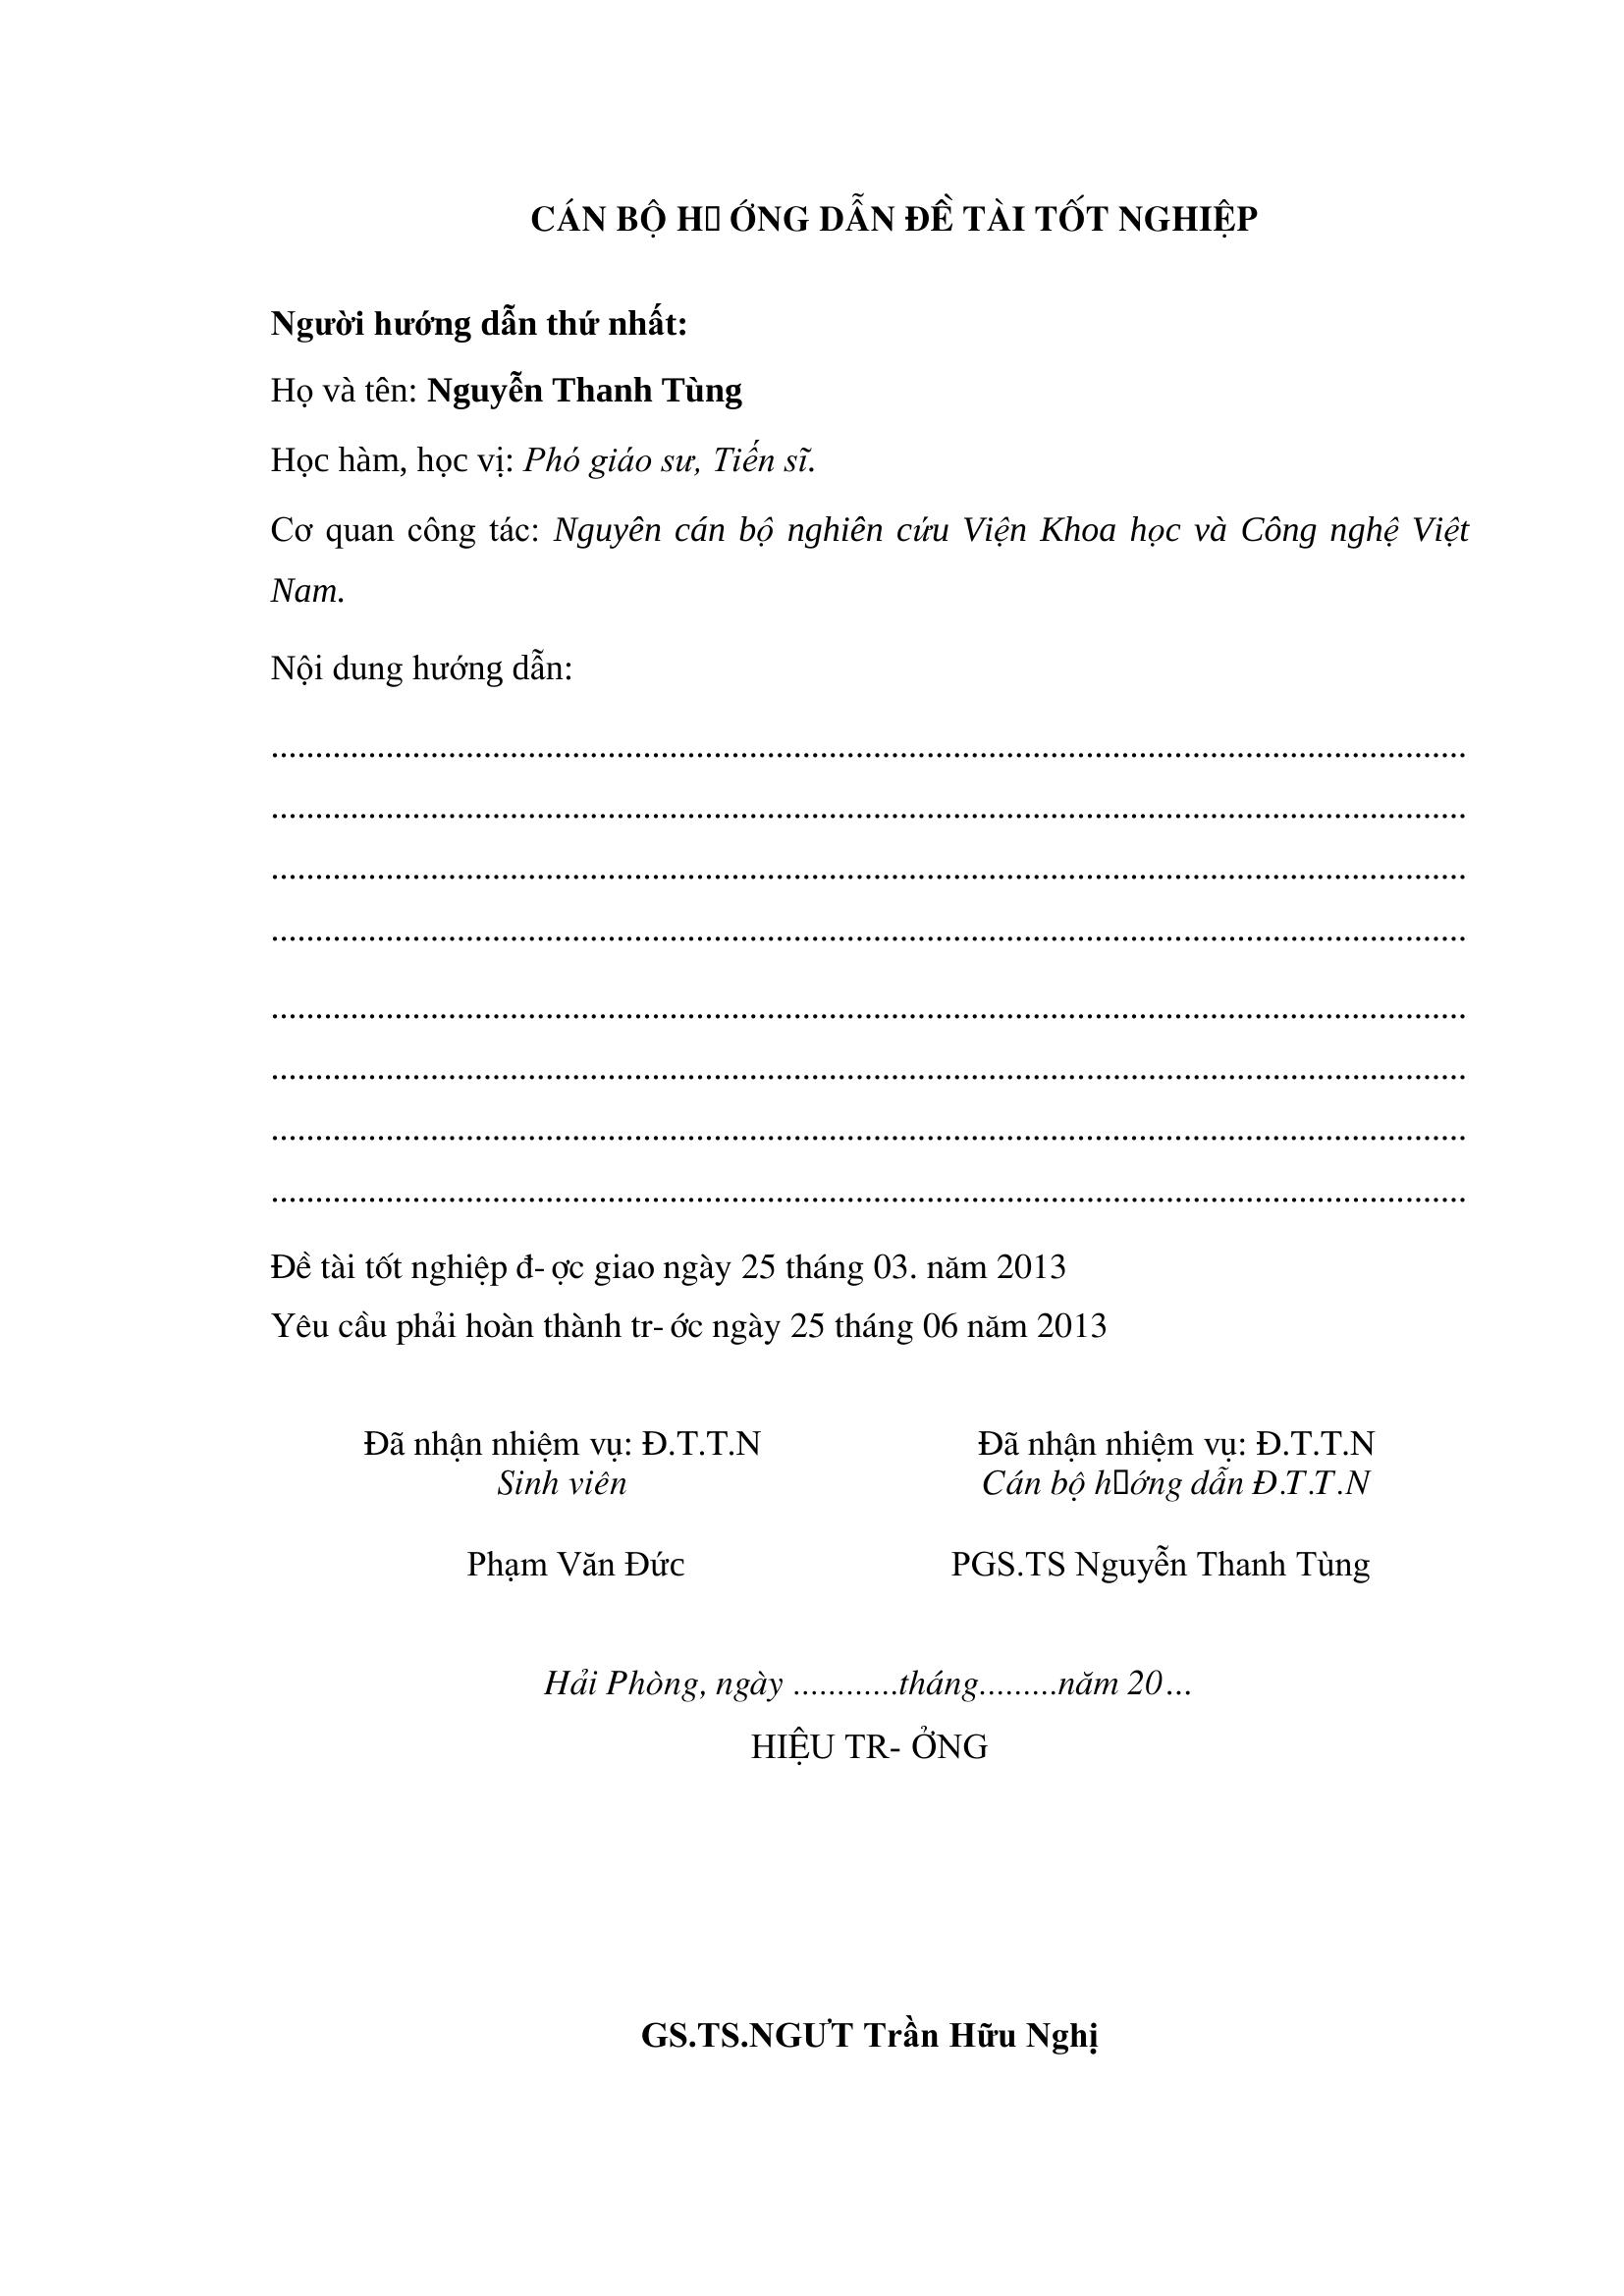 CÁN BỘ H ỚNG DẪN ĐỀ TÀI TỐT NGHIỆP
Người hướng dẫn thứ nhất:
Họ và tên: Nguyễn Thanh Tùng
Học hàm, học vị: Phó giáo sư, Tiến sĩ.
Cơ quan công tác: Nguyên cán bộ nghiên cứu Viện Khoa học và Công nghệ Việt
Nam.
Nội dung hướng dẫn:
................................................................................
................................................................................
................................................................................
................................................................................
................................................................................
................................................................................
................................................................................
................................................................................
Đề tài tốt nghiệp đ- ợc giao ngày 25 tháng 03. năm 2013
Yêu cầu phải hoàn thành tr- ớc ngày 25 tháng 06 năm 2013
Đã nhận nhiệm vụ: Đ.T.T.N Đã nhận nhiệm vụ: Đ.T.T.N
Sinh viên Cán bộ h ớng dẫn Đ.T.T.N
Phạm Văn Đức PGS.TS Nguyễn Thanh Tùng
Hải Phòng, ngày ............tháng.........năm 20...
HIỆU TR- ỞNG
GS.TS.NGƯT Trần Hữu Nghị